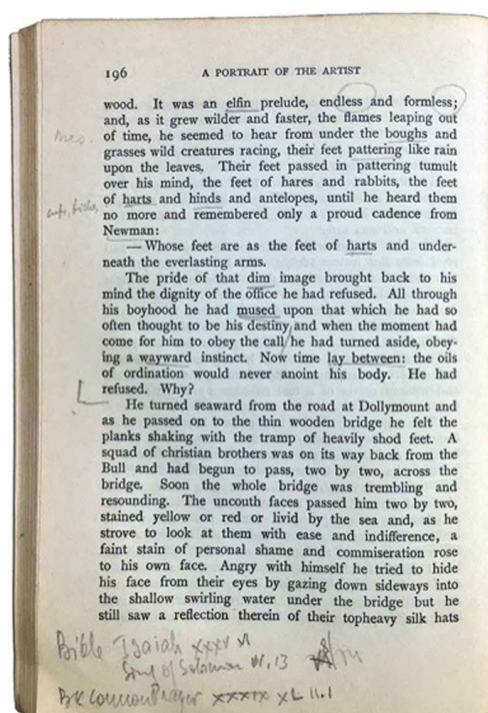 196 A PORTRAIT OF THE ARTIST
wood. It was an elfin prelude, endless and formless;
and, as it grew wilder and faster, the flames leaping out
of time, he seemed to hear from under the boughs and
grasses wild creatures racing, their feet pattering like rain
upon the leaves. Their feet passed in pattering tumult
over his mind, the feet of hares and rabbits, the feet
of harts and hinds and antelopes, until he heard them
no more and remembered only a proud cadence from
Newman:
— Whose feet are as the feet of harts and under-
neath the everlasting arms.
The pride of that dim image brought back to his
mind the dignity of the office he had refused. All through
his boyhood he had mused upon that which he had so
often thought to be his destiny and when the moment had
come for him to obey the call he had turned aside, obey-
ing a wayward instinct. Now time lay between: the oils
of ordination would never anoint his body. He had
refused. Why?
He turned seaward from the road at Dollymount and
as he passed on to the thin wooden bridge he felt the
planks shaking with the tramp of heavily shod feet. A
squad of christian brothers was on its way back from the
Bull and had begun to pass, two by two, across the
bridge. Soon the whole bridge was trembling and
resounding. The uncouth faces passed him two by two,
stained yellow or red or livid by the sea and, as he
strove to look at them with ease and indifference, a
faint stain of personal shame and commiseration rose
to his own face. Angry with himself he tried to hide
his face from their eyes by gazing down sideways into
the shallow swirling water under the bridge but he
still saw a reflection therein of their topheavy silk hats
Bible Isaiah xxxv vi
Song of Solomon VI. 13
BK Common Prayer xxxix xL II.1